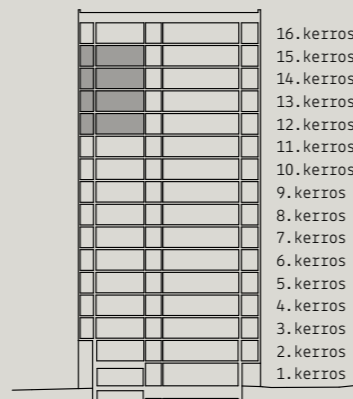 16.kerros
15.kerros
14.kerros
13.kerros
12.kerros
11.kerros
10.kerros
9.kerros
8.kerros
7.kerros
6.kerros
5.kerros
4.kerros
3.kerros
2.kerros
1.kerros